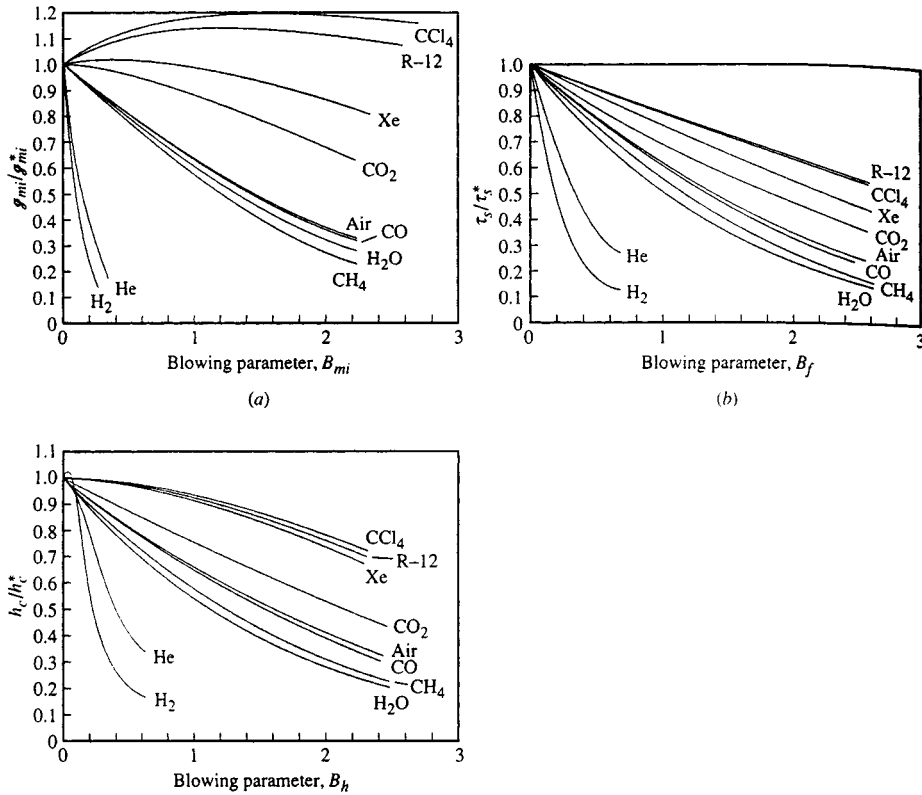 1.2
1.1
1.0
0.9
0.8
0.7
0.6
0.5
0.4
0.3
0.2
0.1
0
g_mi/g*_mi
CCl4
R–12
Xe
CO2
Air
CO
H2O
CH4
He
H2
0 1 2 3
Blowing parameter, B_mi
(a)
1.0
0.9
0.8
0.7
0.6
0.5
0.4
0.3
0.2
0.1
0
τ_s/τ*_s
R–12
CCl4
Xe
CO2
Air
CO
CH4
H2O
He
H2
0 1 2 3
Blowing parameter, B_f
(b)
1.1
1.0
0.9
0.8
0.7
0.6
0.5
0.4
0.3
0.2
0.1
0
h_c/h*_c
CCl4
R–12
Xe
CO2
Air
CO
CH4
H2O
He
H2
0 1 2 3
Blowing parameter, B_h